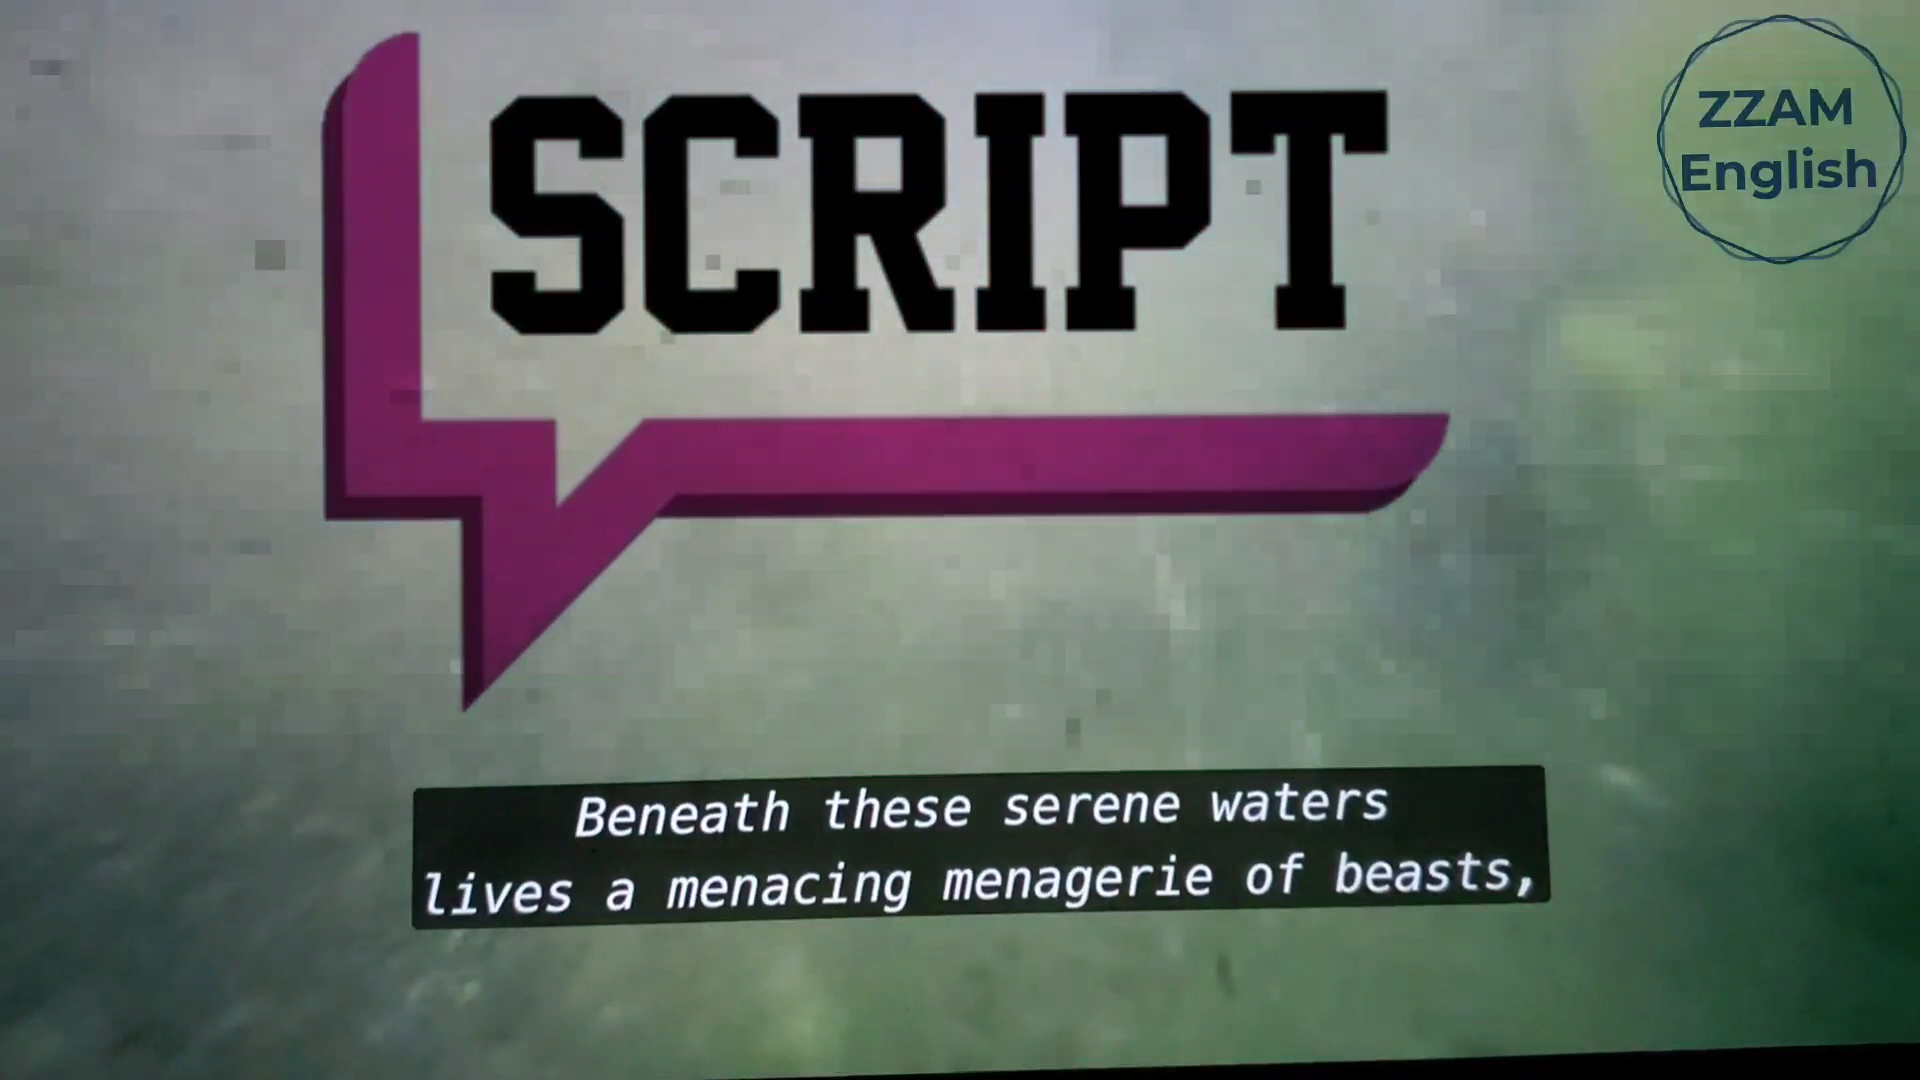 SCRIPT
ZZAM
English
Beneath these serene waters
lives a menacing menagerie of beasts,